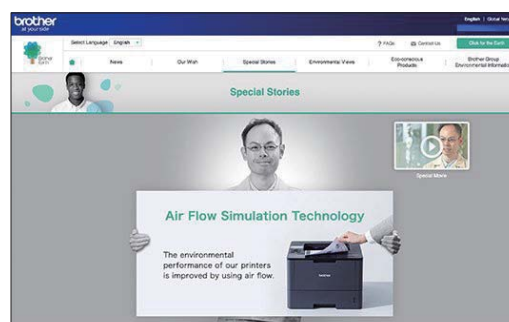 brother
at your side
English | Global
Select Language English
FAQs
Contact Us
Click for the Earth
News
Our Wish
Special Stories
Environmental Views
Eco-conscious
Products
Brother Group
Environmental Information
Special Stories
Special Movie
Air Flow Simulation Technology
The environmental
performance of our printers
is improved by using air flow.
brother